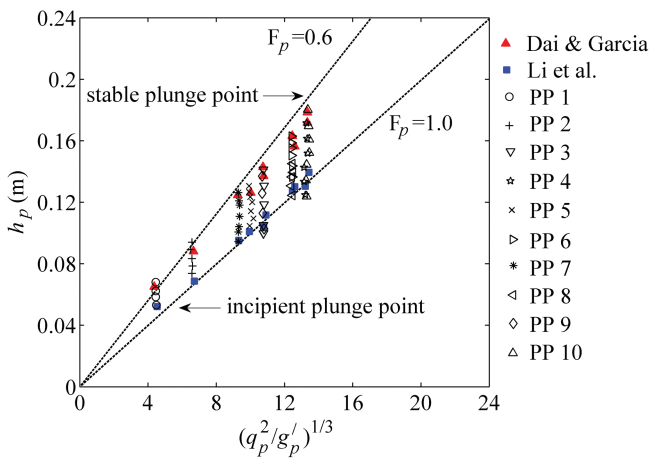 0.24
0.2
0.16
0.12
0.08
0.04
0
h_p (m)
F_p=0.6
stable plunge point
F_p=1.0
incipient plunge point
0 4 8 12 16 20 24
(q_p^2/g_p^/)^1/3
Dai & Garcia
Li et al.
PP 1
PP 2
PP 3
PP 4
PP 5
PP 6
PP 7
PP 8
PP 9
PP 10